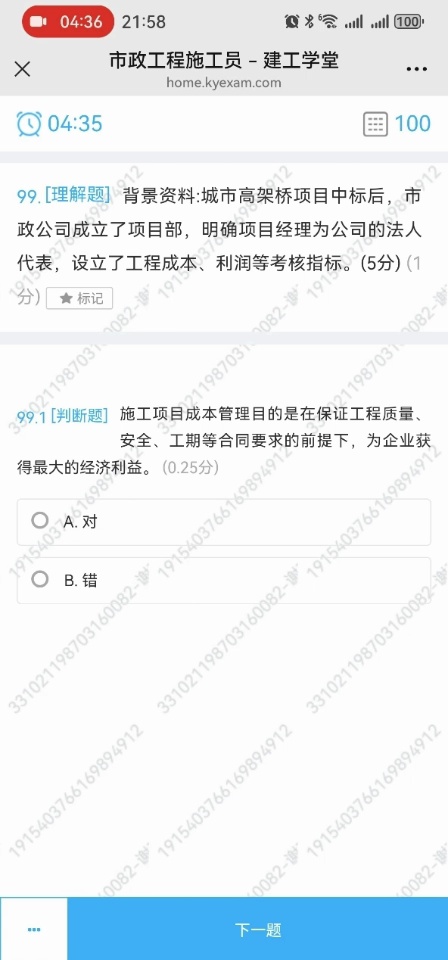 04:36 21:58 6 100
市政工程施工员 - 建工学堂
home.kyexam.com
04:35 100
99. [理解题] 背景资料:城市高架桥项目中标后，市
政公司成立了项目部，明确项目经理为公司的法人
代表，设立了工程成本、利润等考核指标。(5分) (1
分) ★ 标记
99.1 [判断题] 施工项目成本管理目的是在保证工程质量、
安全、工期等合同要求的前提下，为企业获
得最大的经济利益。 (0.25分)
A. 对
B. 错
下一题
331021198703160082-谢
1915403766169894912